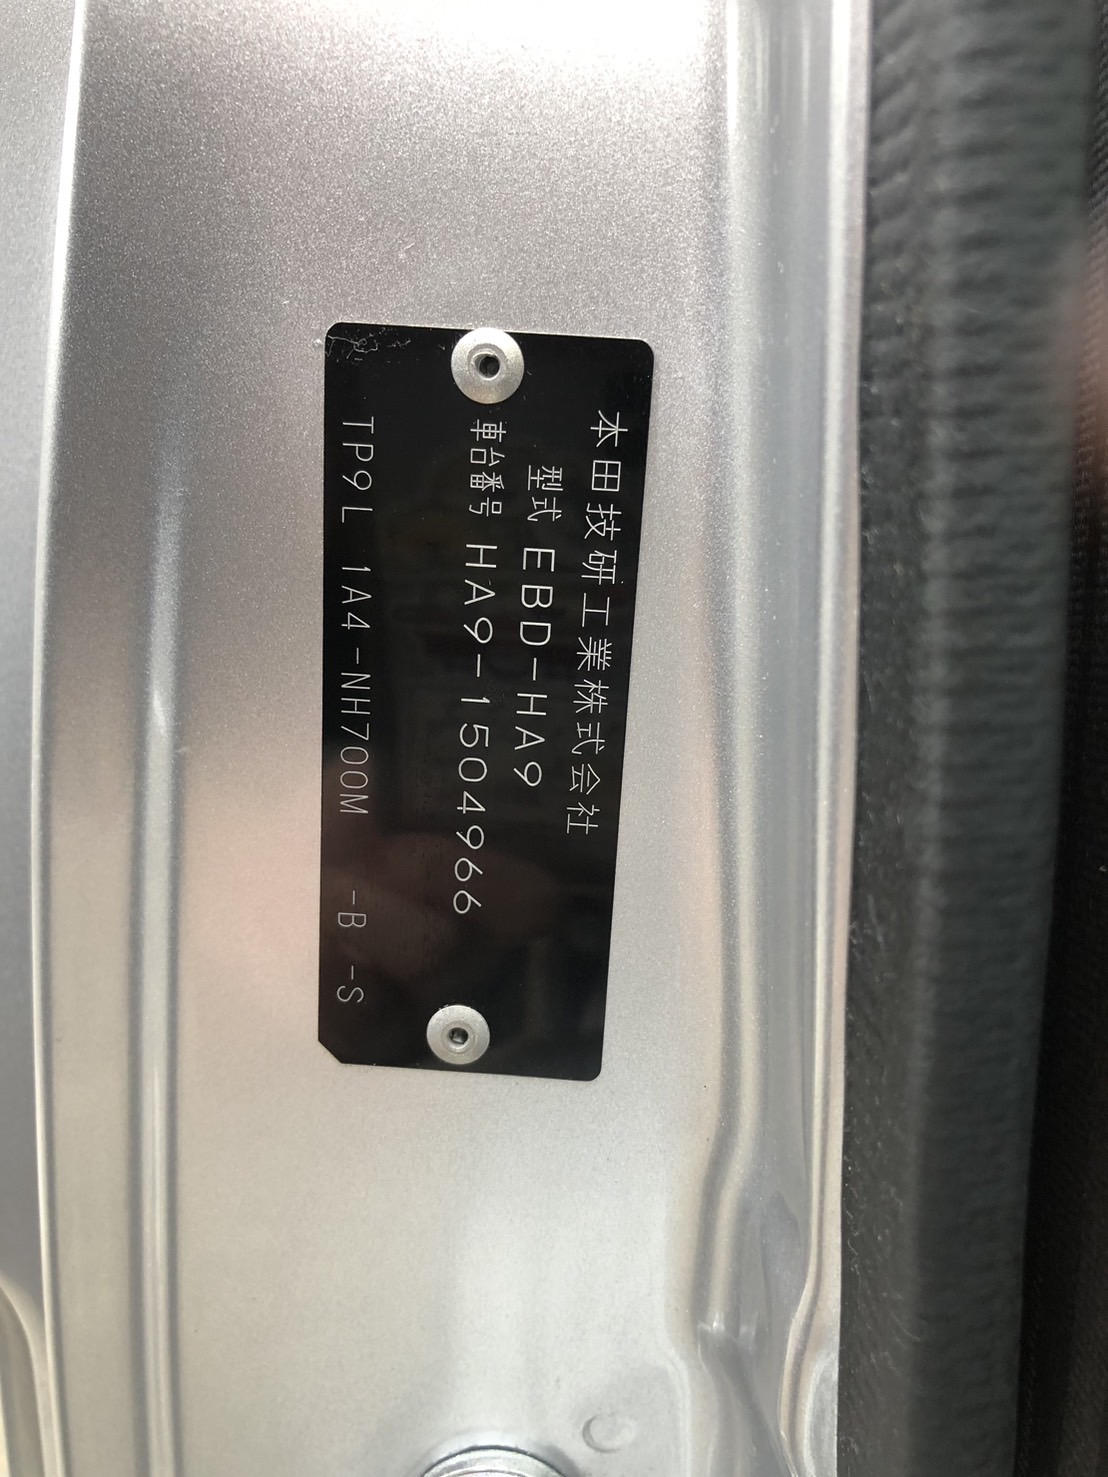 本田技研工業株式会社
型式 EBD-HA9
車台番号 HA9-1504966
TP9L 1A4-NH700M -B -S